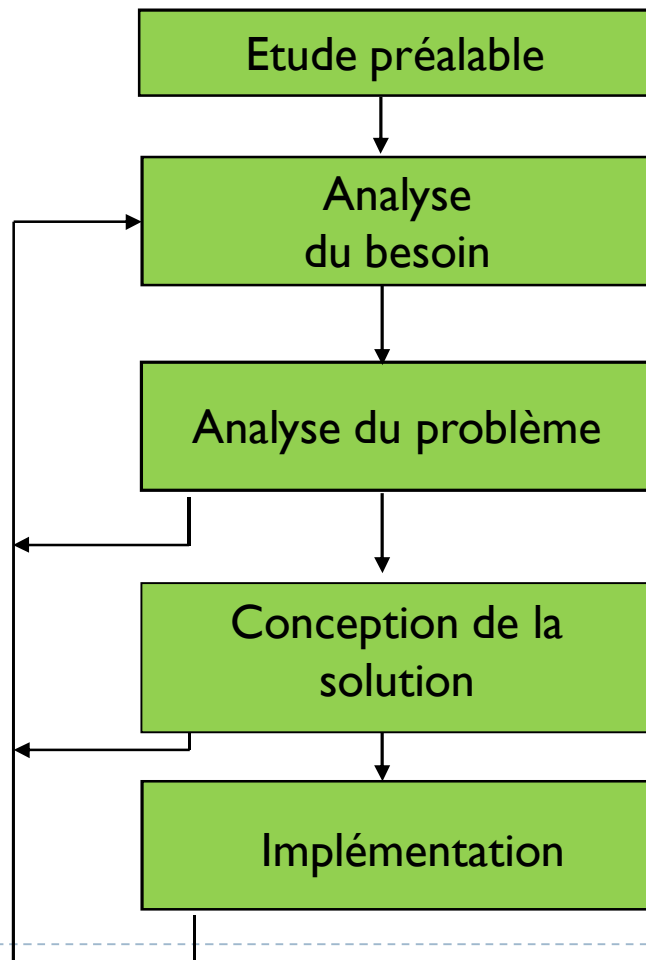 Etude préalable
Analyse
du besoin
Analyse du problème
Conception de la
solution
Implémentation